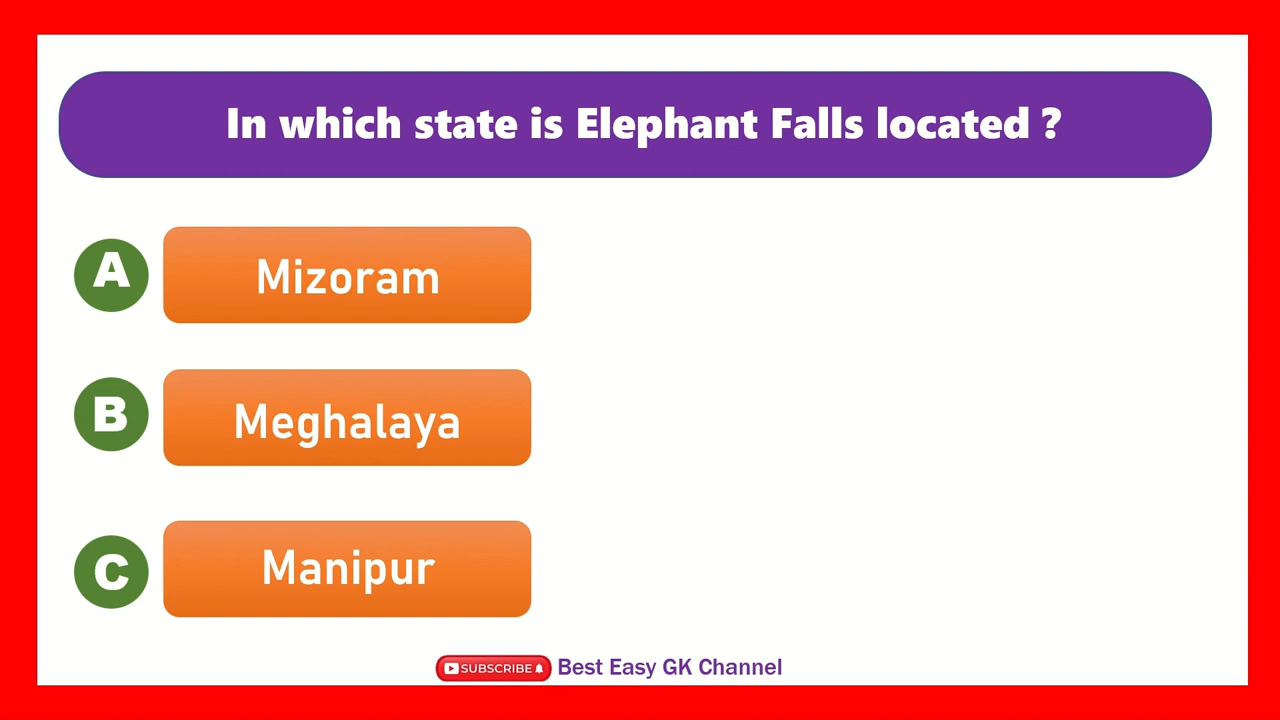 In which state is Elephant Falls located ?
A
Mizoram
B
Meghalaya
C
Manipur
SUBSCRIBE Best Easy GK Channel